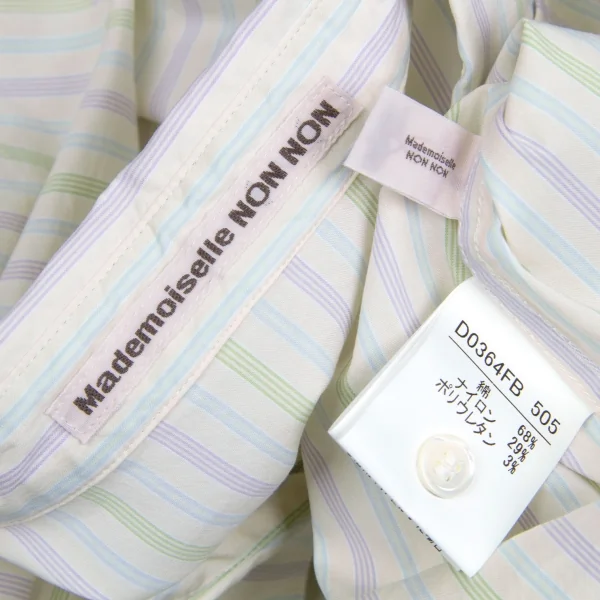 Mademoiselle NON NON
Mademoiselle
NON NON
D0364FB 505
綿 68%
ナイロン 29%
ポリウレタン 3%